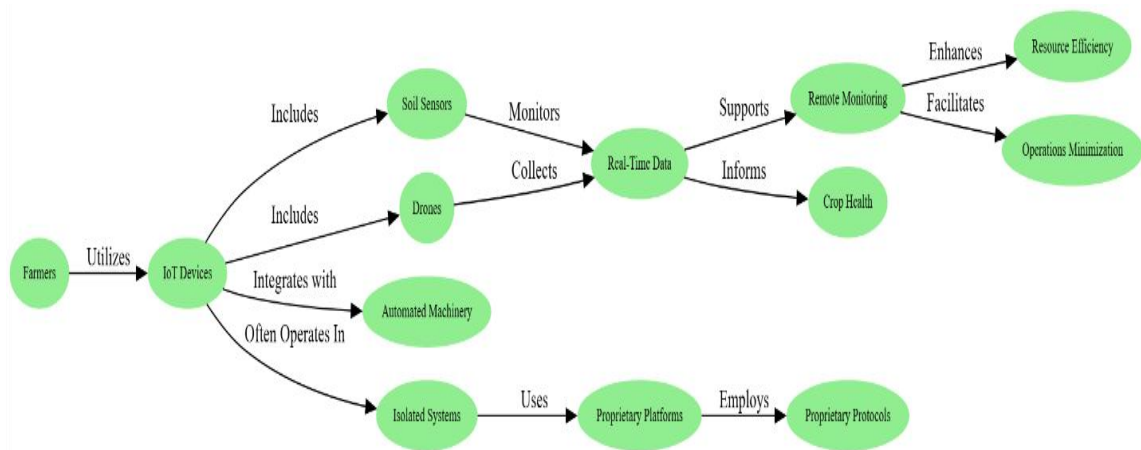 Farmers
Utilizes
IoT Devices
Includes
Soil Sensors
Monitors
Includes
Drones
Collects
Real-Time Data
Supports
Remote Monitoring
Enhances
Resource Efficiency
Facilitates
Operations Minimization
Informs
Crop Health
Integrates with
Automated Machinery
Often Operates In
Isolated Systems
Uses
Proprietary Platforms
Employs
Proprietary Protocols